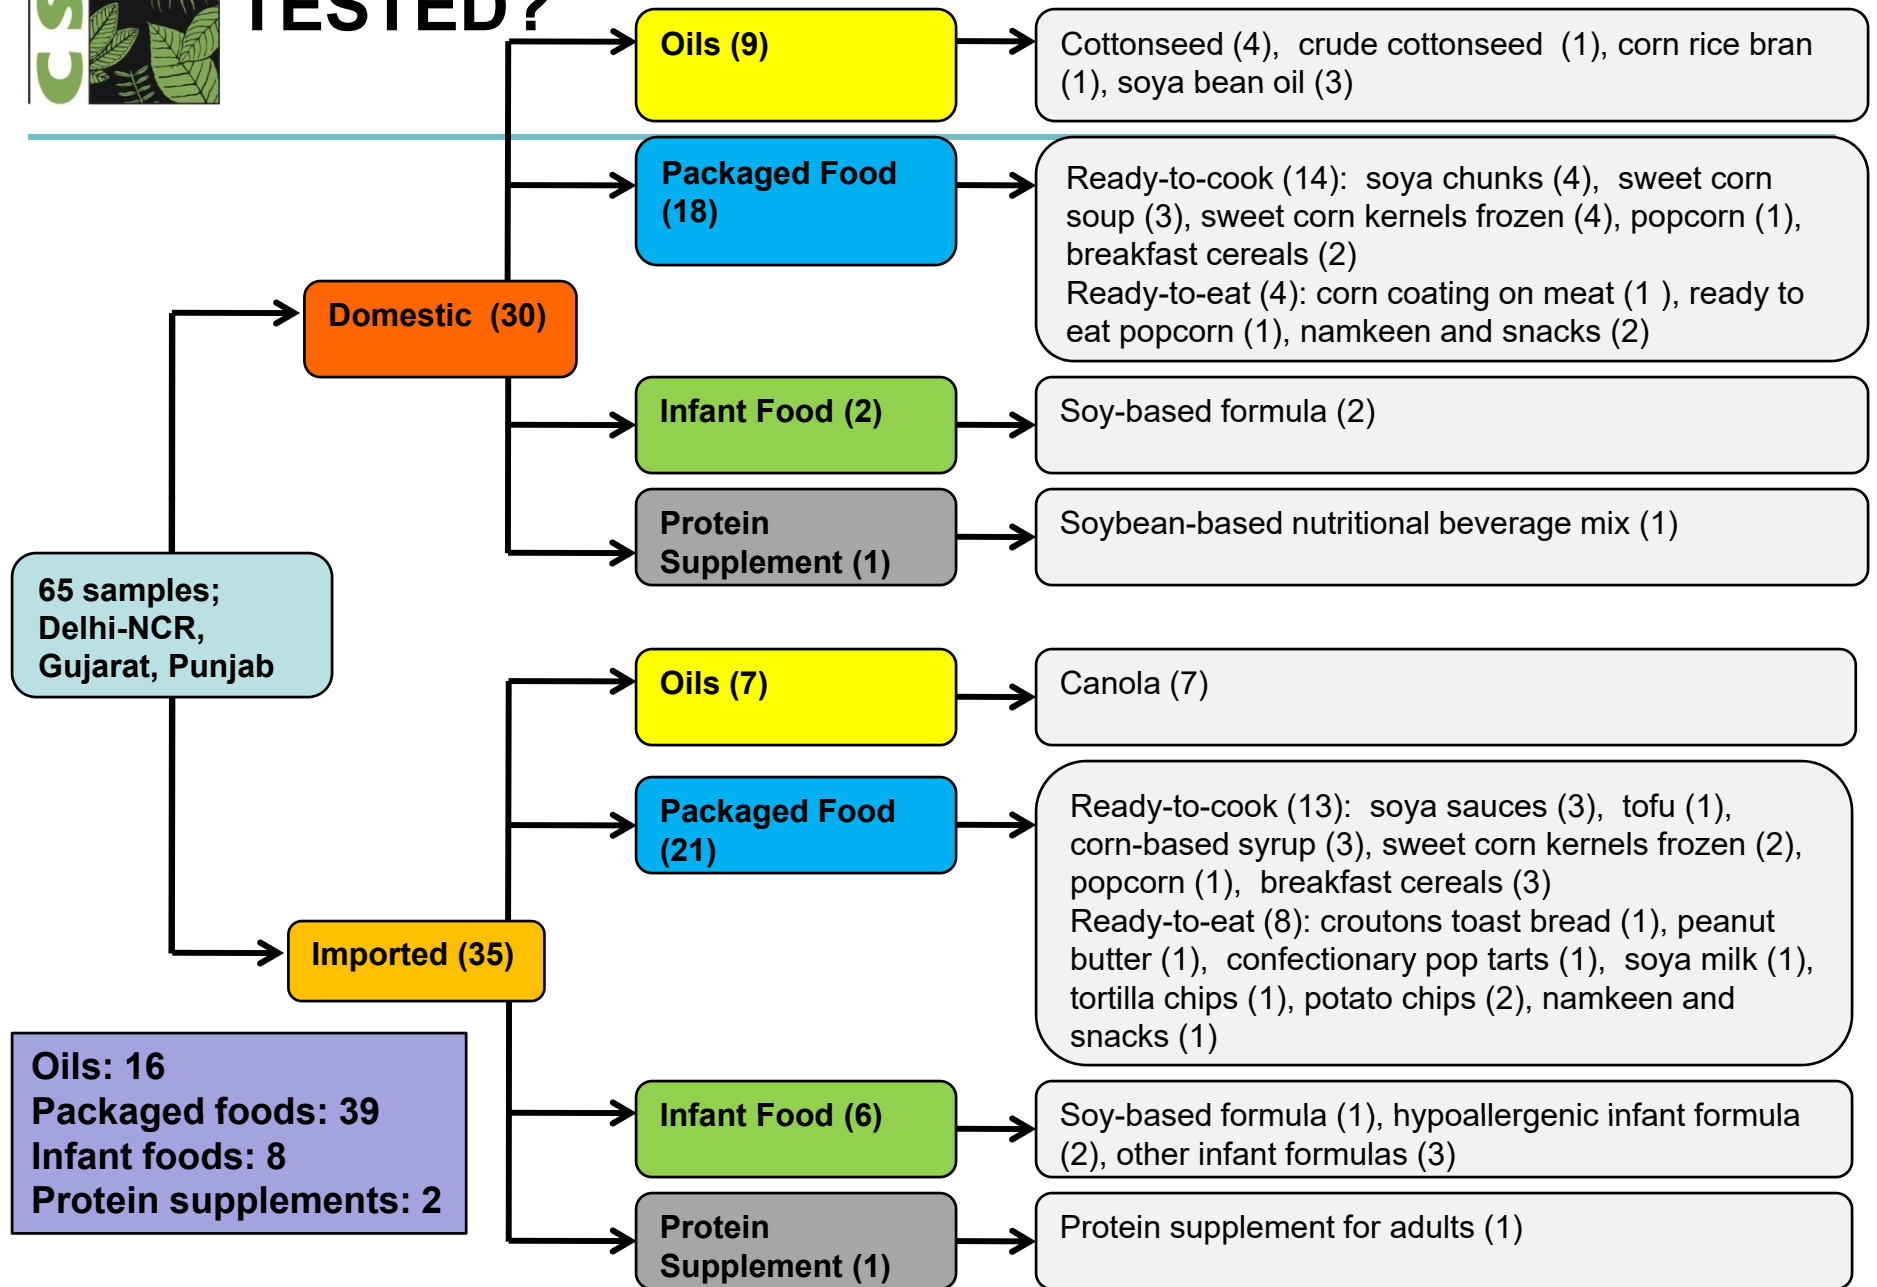 CS
TESTED?
Oils (9)
Cottonseed (4), crude cottonseed (1), corn rice bran
(1), soya bean oil (3)
Packaged Food
(18)
Ready-to-cook (14): soya chunks (4), sweet corn
soup (3), sweet corn kernels frozen (4), popcorn (1),
breakfast cereals (2)
Ready-to-eat (4): corn coating on meat (1 ), ready to
eat popcorn (1), namkeen and snacks (2)
Domestic (30)
Infant Food (2)
Soy-based formula (2)
Protein
Supplement (1)
Soybean-based nutritional beverage mix (1)
65 samples;
Delhi-NCR,
Gujarat, Punjab
Oils (7)
Canola (7)
Packaged Food
(21)
Ready-to-cook (13): soya sauces (3), tofu (1),
corn-based syrup (3), sweet corn kernels frozen (2),
popcorn (1), breakfast cereals (3)
Ready-to-eat (8): croutons toast bread (1), peanut
butter (1), confectionary pop tarts (1), soya milk (1),
tortilla chips (1), potato chips (2), namkeen and
snacks (1)
Imported (35)
Infant Food (6)
Soy-based formula (1), hypoallergenic infant formula
(2), other infant formulas (3)
Protein
Supplement (1)
Protein supplement for adults (1)
Oils: 16
Packaged foods: 39
Infant foods: 8
Protein supplements: 2